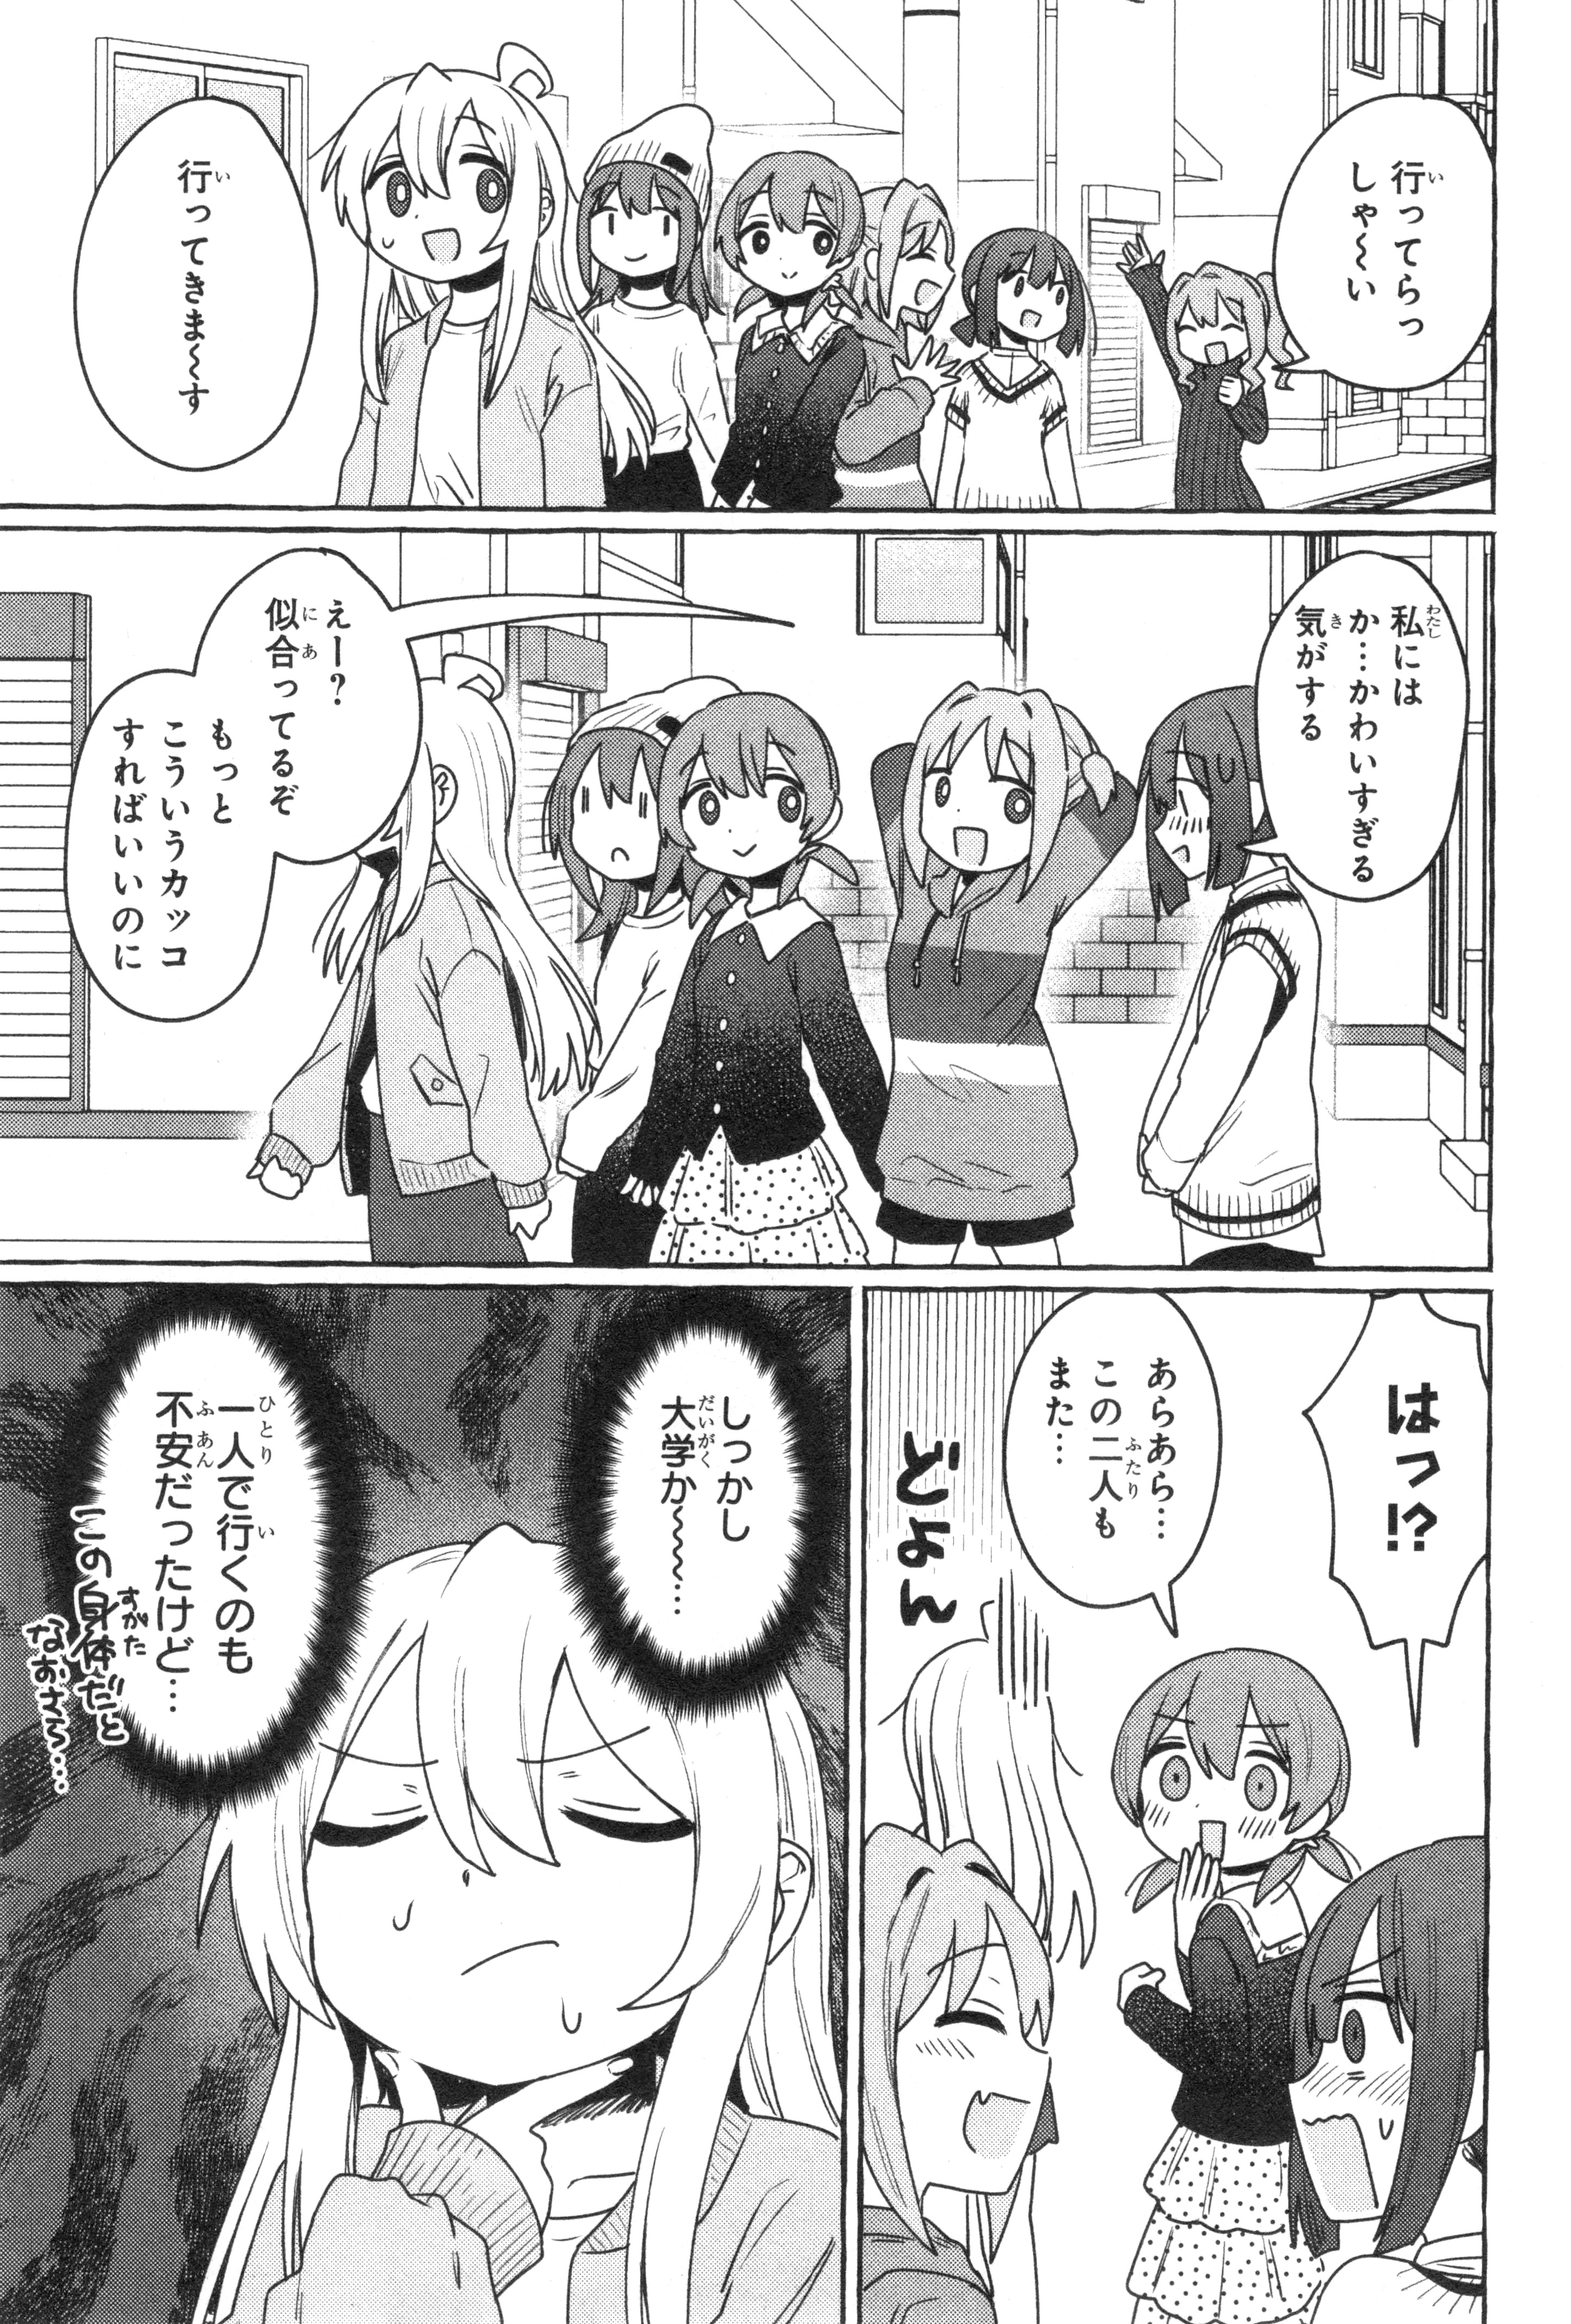 行ってらっ
しゃ〜い
行ってきま〜す
私には
か…かわいすぎる
気がする
えー？
似合ってるぞ
もっと
こういうカッコ
すればいいのに
はっ!?
あらあら…
この二人も
また…
どよん
しっかし
大学か〜〜〜…
一人で行くのも
不安だったけど…
この身体だと
なおさら…